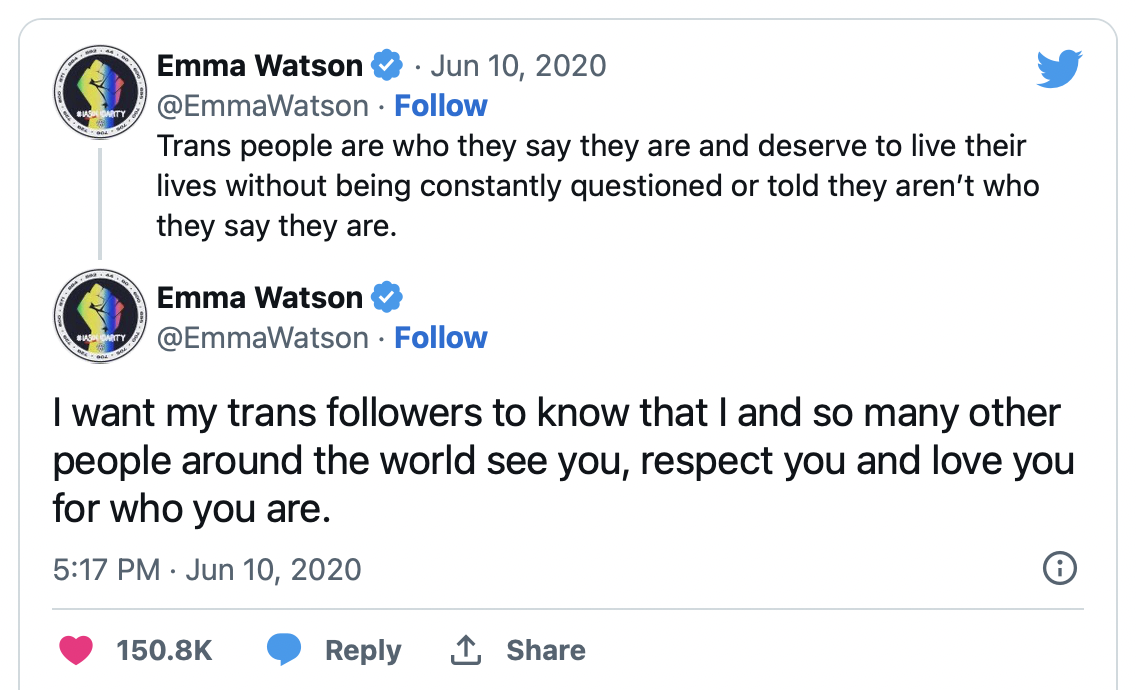 Emma Watson · Jun 10, 2020
@EmmaWatson · Follow
Trans people are who they say they are and deserve to live their
lives without being constantly questioned or told they aren’t who
they say they are.
Emma Watson
@EmmaWatson · Follow
I want my trans followers to know that I and so many other
people around the world see you, respect you and love you
for who you are.
5:17 PM · Jun 10, 2020
150.8K Reply Share